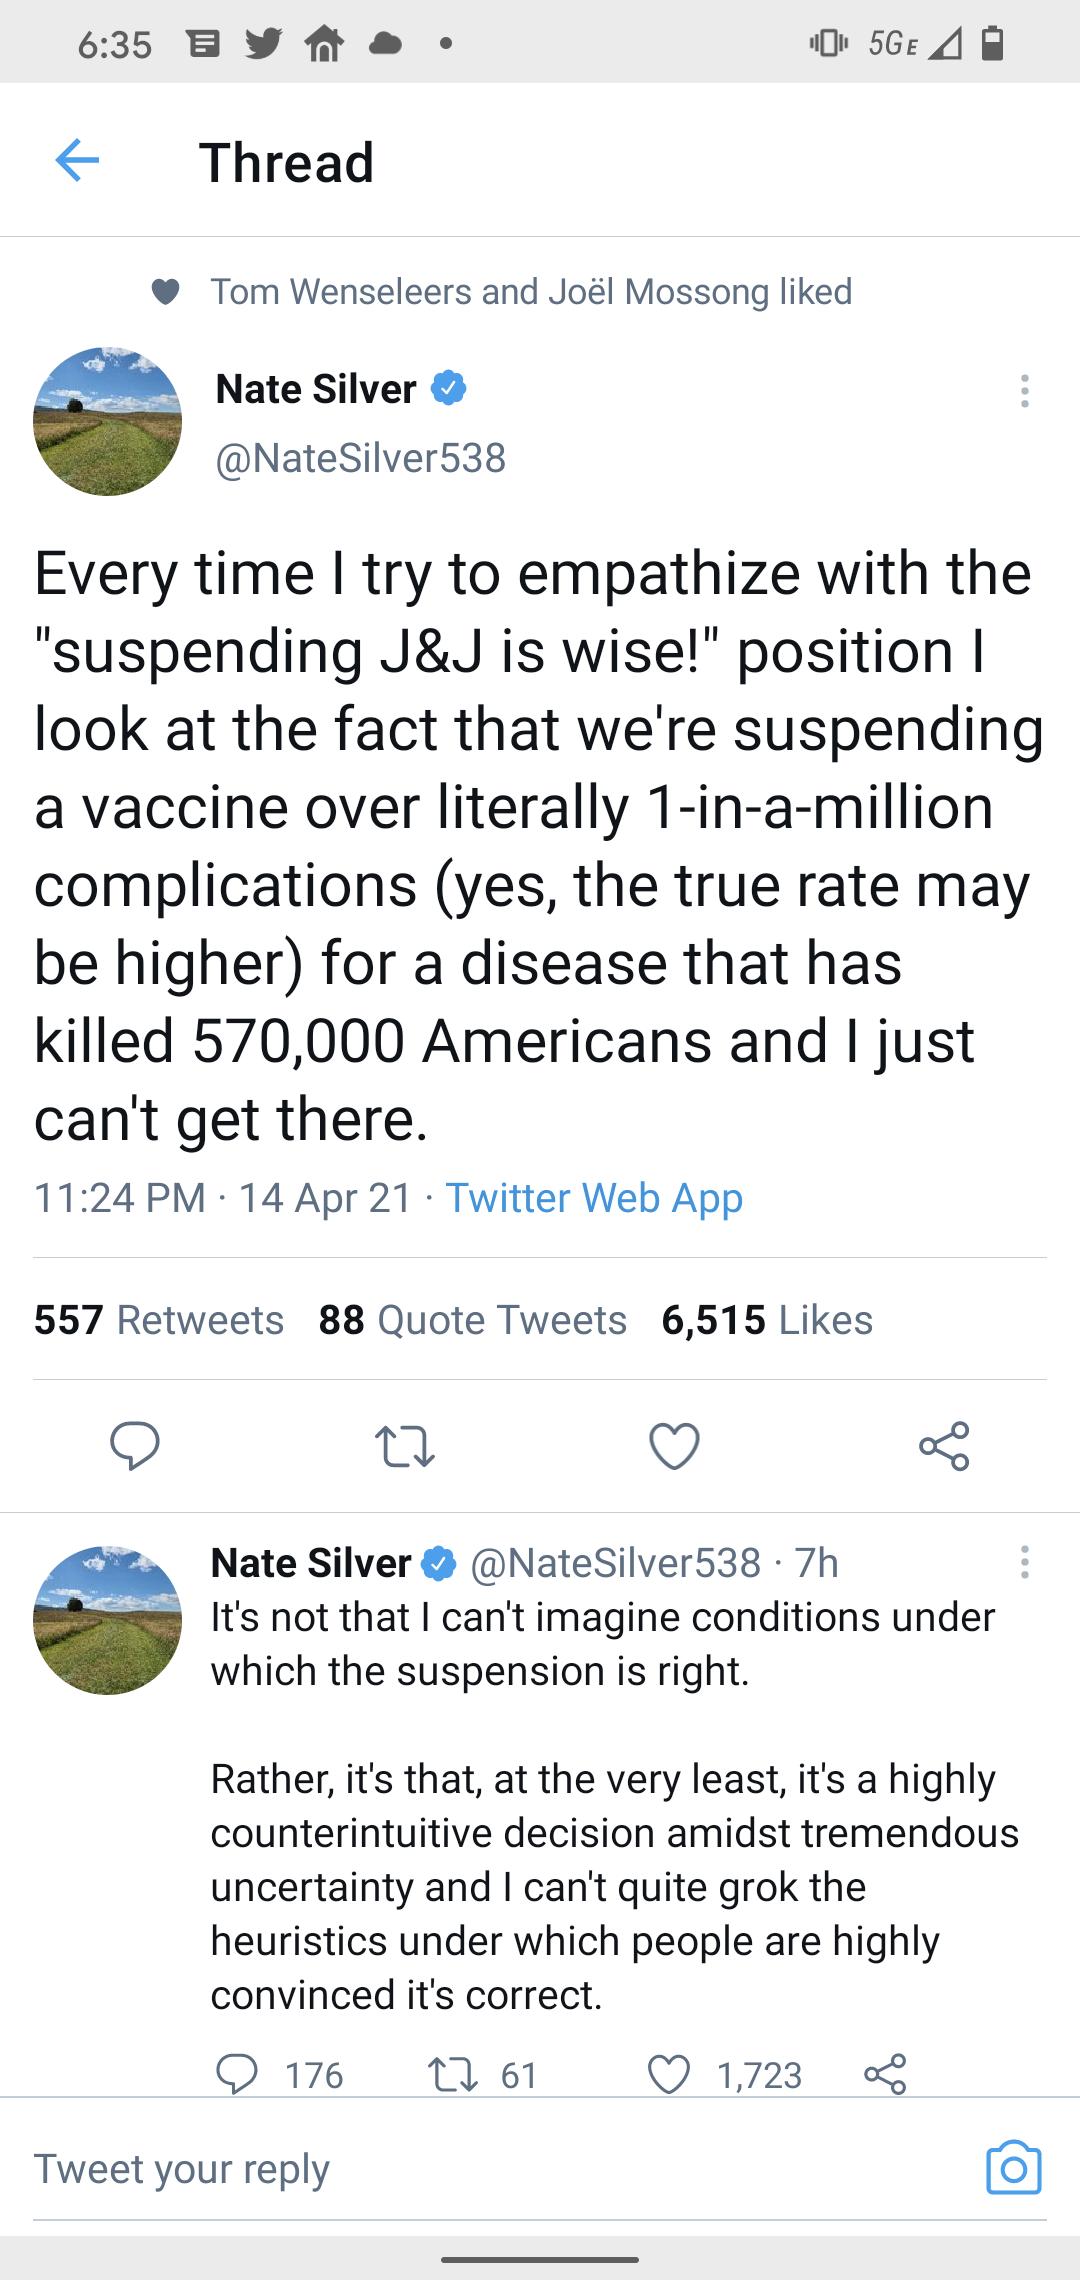 6:35
5GE
Thread
Tom Wenseleers and Joël Mossong liked
Nate Silver
@NateSilver538
Every time I try to empathize with the
"suspending J&J is wise!" position I
look at the fact that we're suspending
a vaccine over literally 1-in-a-million
complications (yes, the true rate may
be higher) for a disease that has
killed 570,000 Americans and I just
can't get there.
11:24 PM · 14 Apr 21 · Twitter Web App
557 Retweets 88 Quote Tweets 6,515 Likes
Nate Silver @NateSilver538 · 7h
It's not that I can't imagine conditions under
which the suspension is right.
Rather, it's that, at the very least, it's a highly
counterintuitive decision amidst tremendous
uncertainty and I can't quite grok the
heuristics under which people are highly
convinced it's correct.
176 61 1,723
Tweet your reply